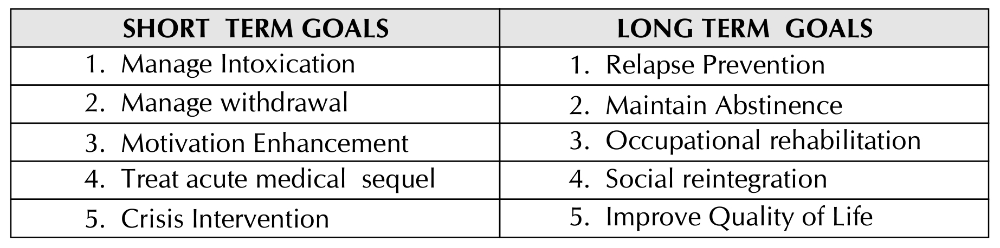 SHORT TERM GOALS
LONG TERM GOALS
1. Manage Intoxication
1. Relapse Prevention
2. Manage withdrawal
2. Maintain Abstinence
3. Motivation Enhancement
3. Occupational rehabilitation
4. Treat acute medical sequel
4. Social reintegration
5. Crisis Intervention
5. Improve Quality of Life